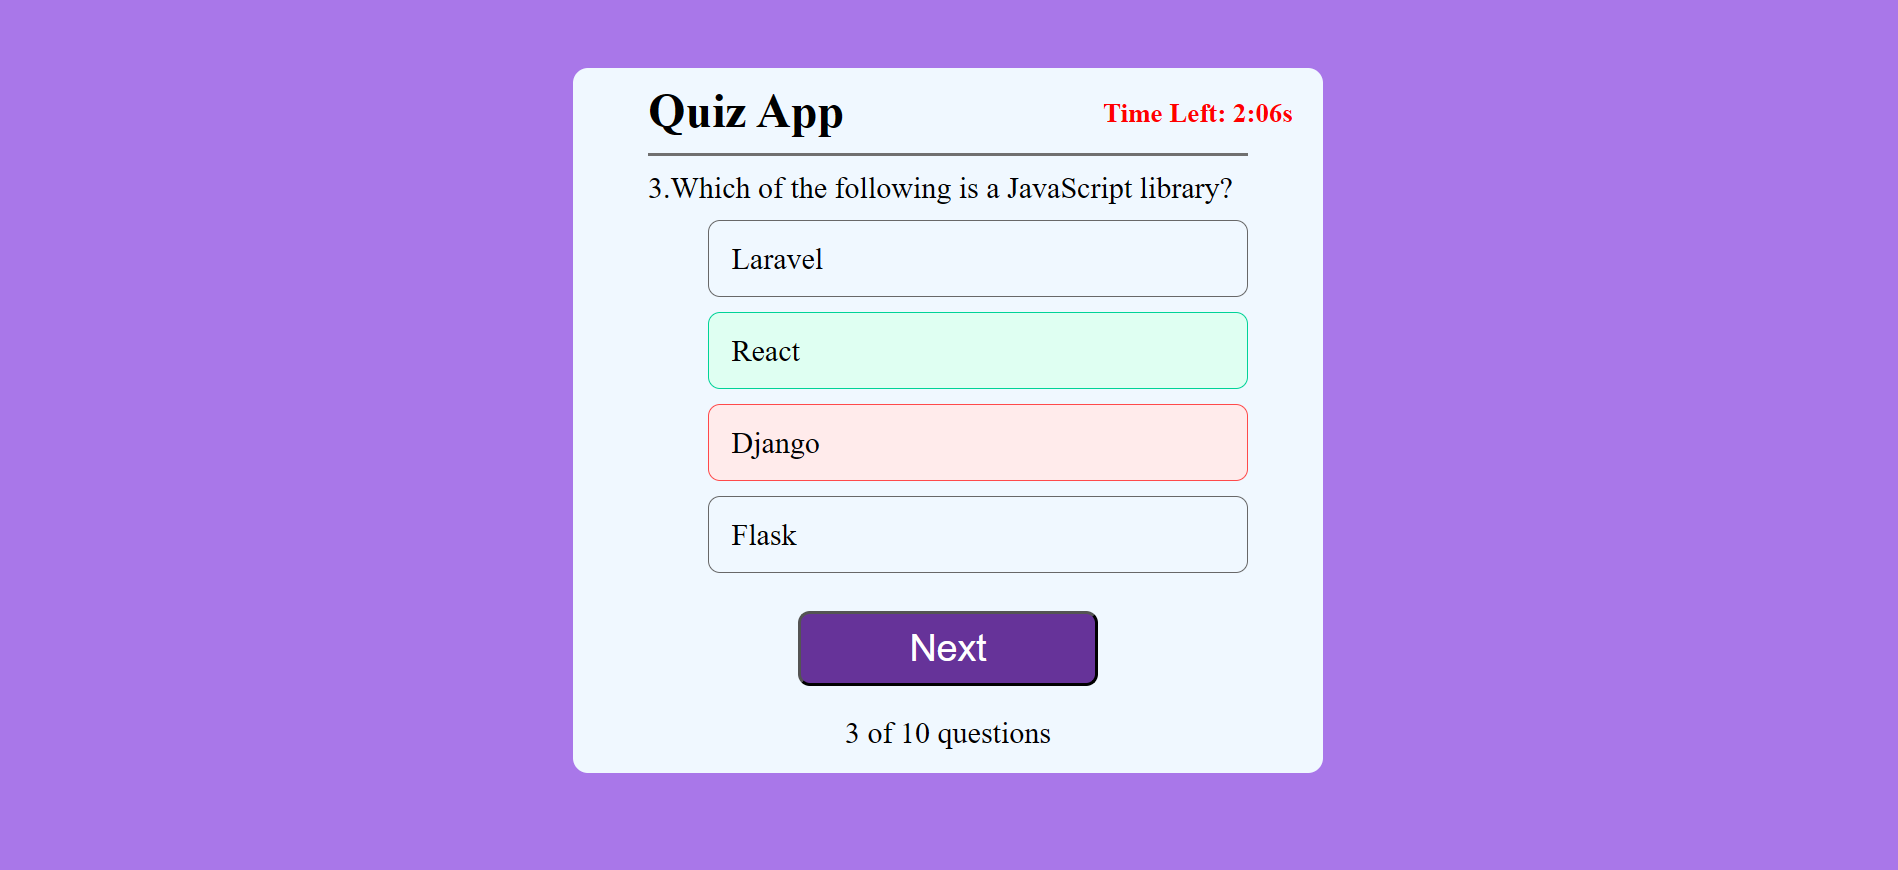 Quiz App
Time Left: 2:06s
3.Which of the following is a JavaScript library?
Laravel
React
Django
Flask
Next
3 of 10 questions